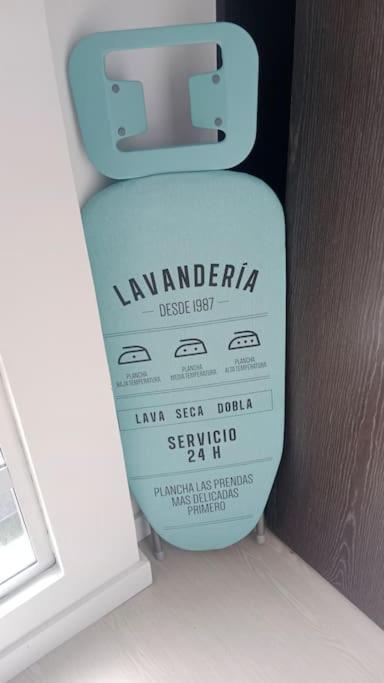 LAVANDERÍA
— DESDE 1987 —
PLANCHA BAJA TEMPERATURA
PLANCHA MEDIA TEMPERATURA
PLANCHA ALTA TEMPERATURA
LAVA SECA DOBLA
SERVICIO
24 H
PLANCHA LAS PRENDAS
MAS DELICADAS
PRIMERO